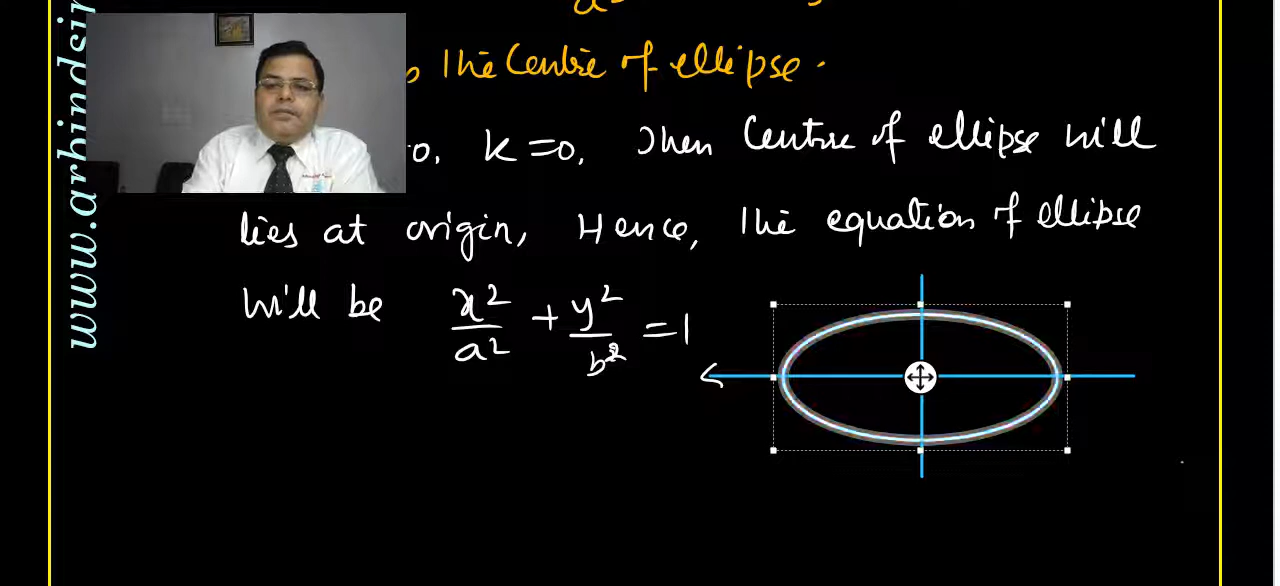 the Centre of ellipse.
=0, k=0, then Centre of ellipse will
lies at origin, Hence, the equation of ellipse
will be x²/a² + y²/b² = 1
www.arbindsin